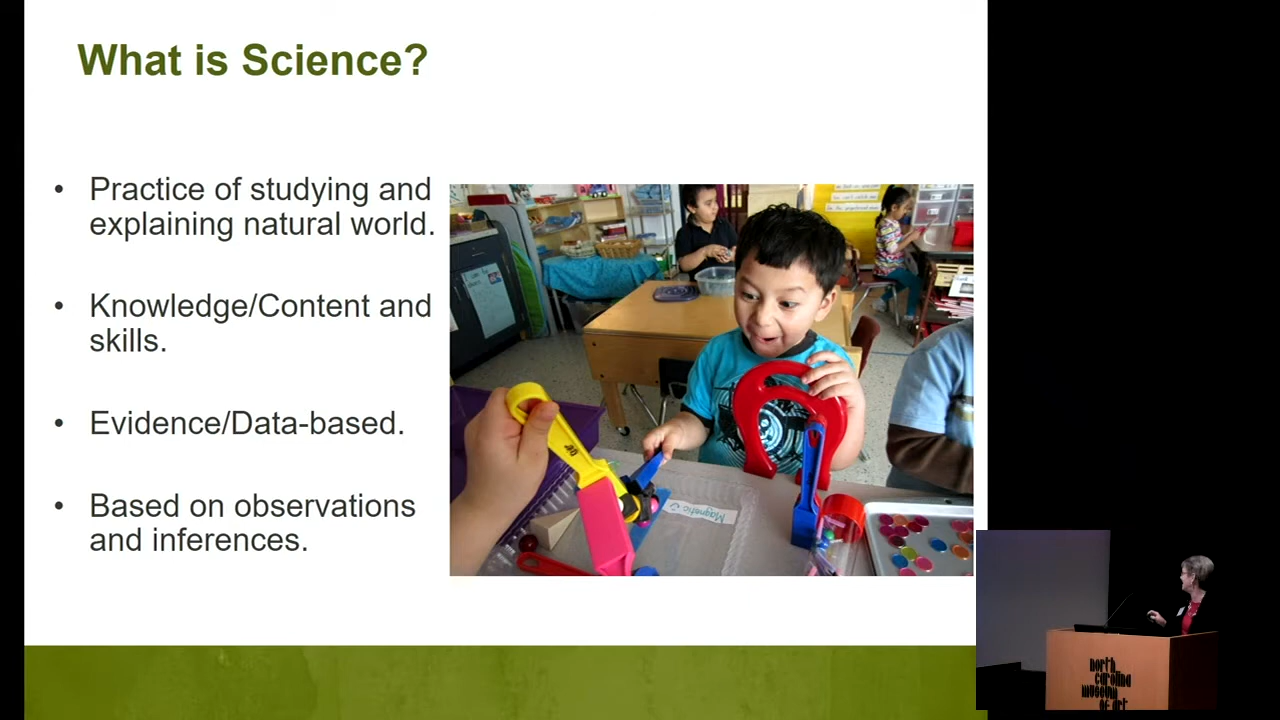 What is Science?
• Practice of studying and
explaining natural world.
• Knowledge/Content and
skills.
• Evidence/Data-based.
• Based on observations
and inferences.
Magnetic
north
carolina
museum
of art